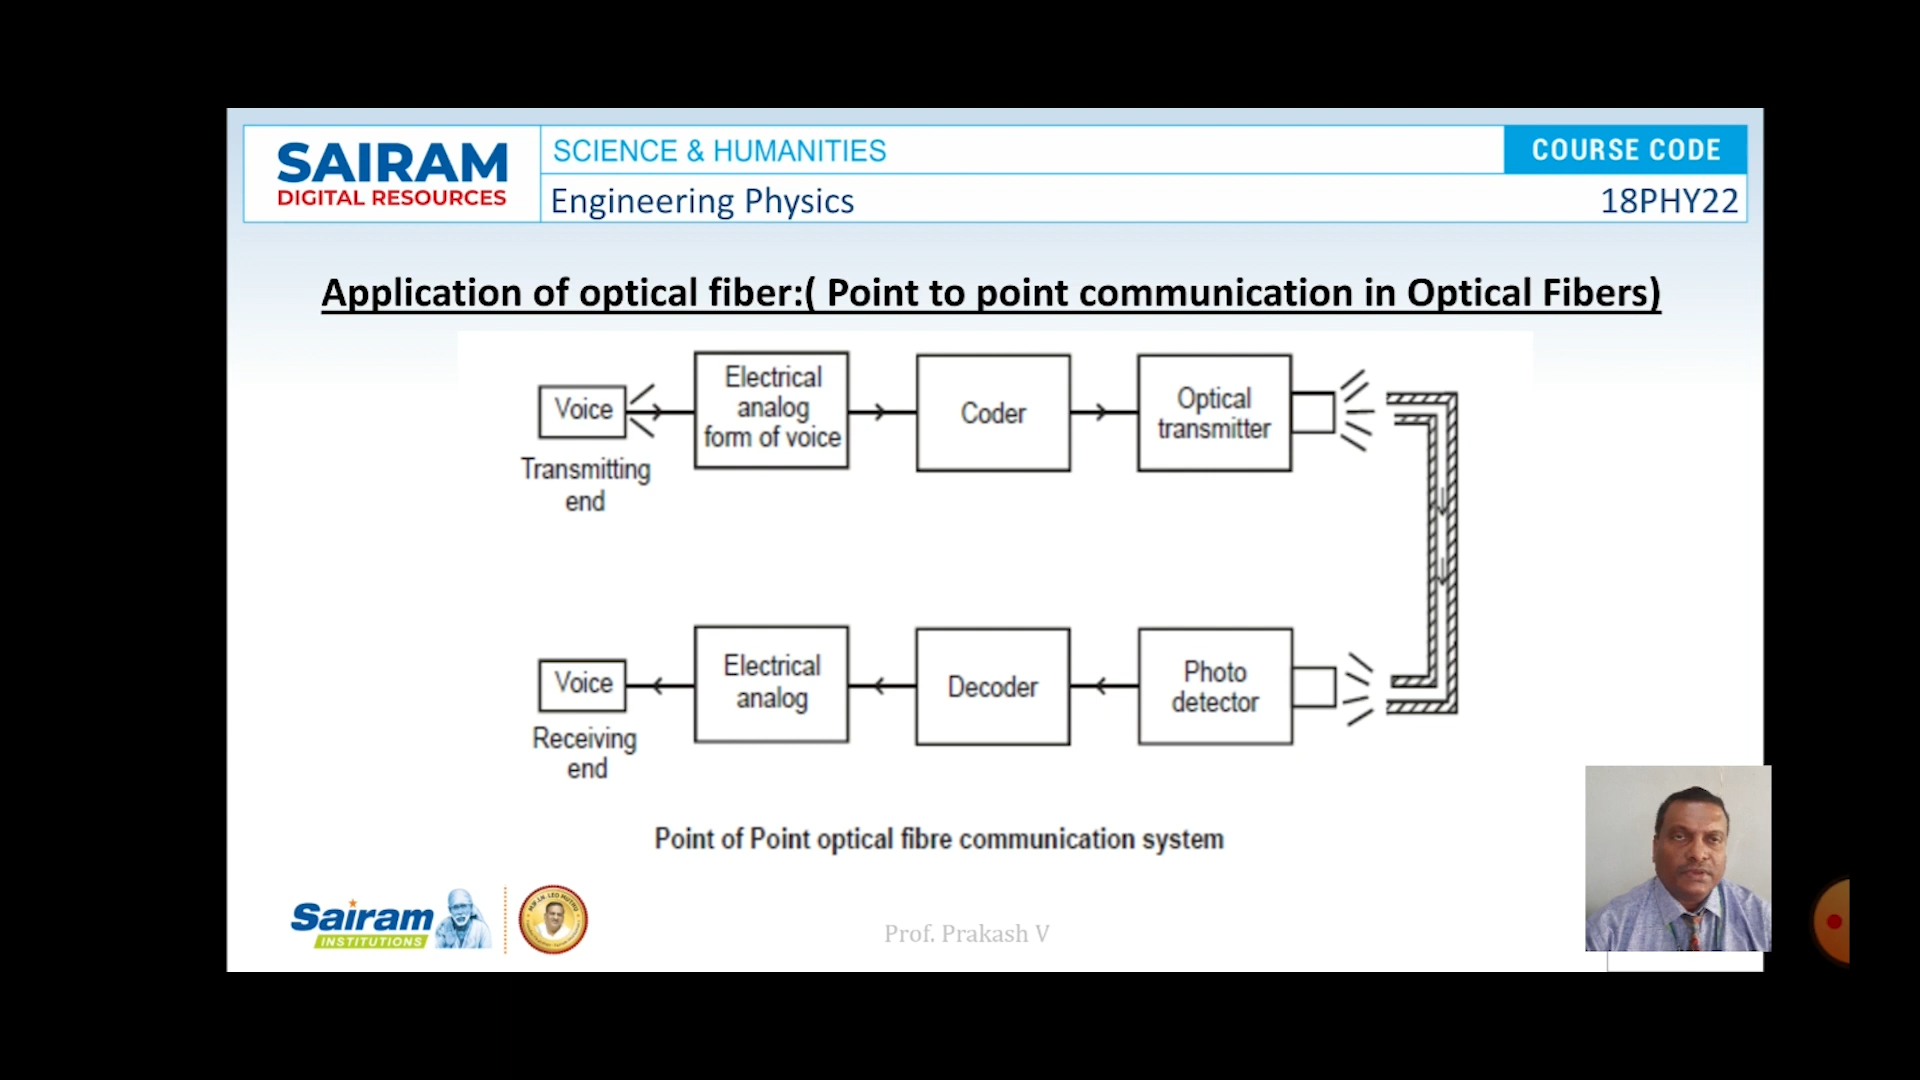 SAIRAM
DIGITAL RESOURCES
SCIENCE & HUMANITIES
COURSE CODE
Engineering Physics
18PHY22
Application of optical fiber:( Point to point communication in Optical Fibers)
Voice
Transmitting
end
Electrical
analog
form of voice
Coder
Optical
transmitter
Voice
Receiving
end
Electrical
analog
Decoder
Photo
detector
Point of Point optical fibre communication system
Sairam
INSTITUTIONS
Prof. Prakash V